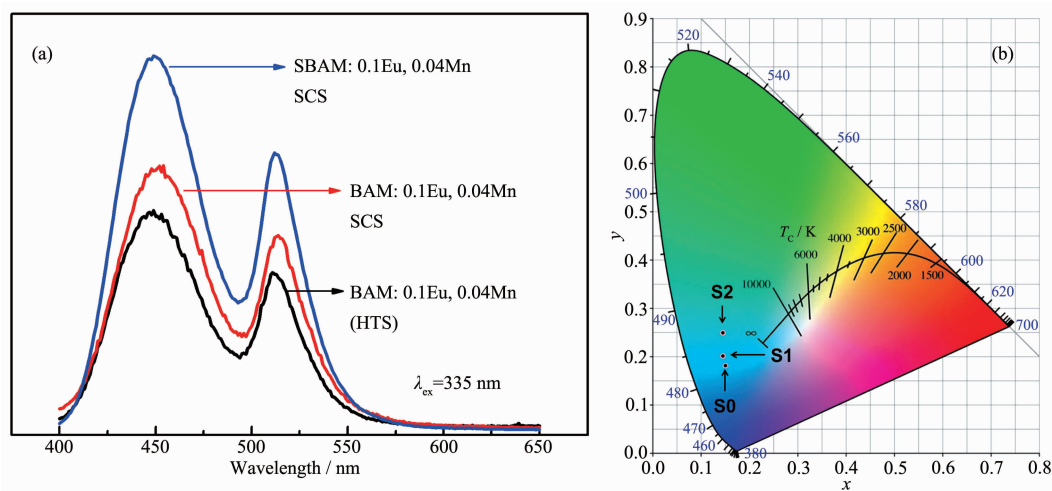 (a)
SBAM: 0.1Eu, 0.04Mn
SCS
BAM: 0.1Eu, 0.04Mn
SCS
BAM: 0.1Eu, 0.04Mn
(HTS)
λex=335 nm
400 450 500 550 600 650
Wavelength / nm
(b)
0.9
0.8
0.7
0.6
0.5
0.4
0.3
0.2
0.1
0.0
y
520
540
560
500
580
Tc / K
4000
3000
2500
6000
2000
1500
600
10000
620
S2
490
∞
700
S1
480
S0
470
460
380
0.0 0.1 0.2 0.3 0.4 0.5 0.6 0.7 0.8
x